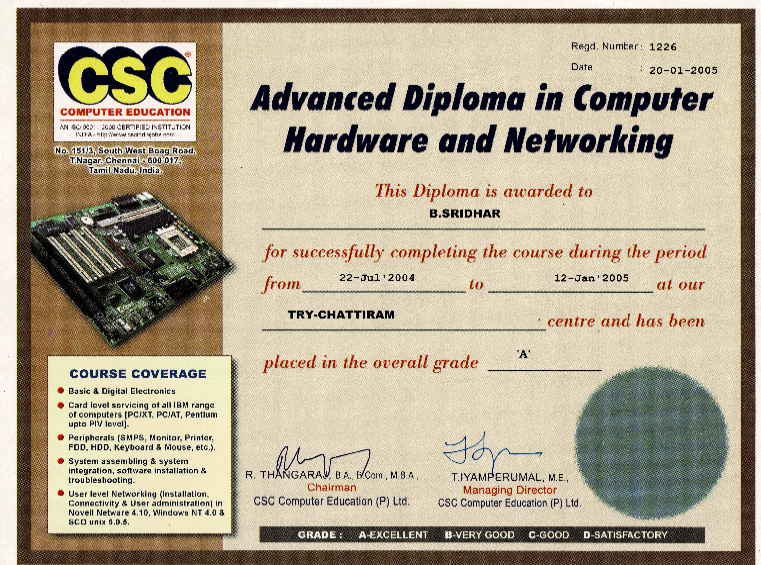 CSC
COMPUTER EDUCATION
AN ISO 9001 : 2000 CERTIFIED INSTITUTION
No. 151/3, South West Boag Road,
T.Nagar, Chennai - 600 017,
Tamil Nadu, India.
Regd. Number : 1226
Date : 20-01-2005
Advanced Diploma in Computer
Hardware and Networking
This Diploma is awarded to
B.SRIDHAR
for successfully completing the course during the period
from 22-Jul'2004 to 12-Jan'2005 at our
TRY-CHATTIRAM centre and has been
placed in the overall grade 'A'
COURSE COVERAGE
Basic & Digital Electronics
Card level servicing of all IBM range
of computers [PC/XT, PC/AT, Pentium
upto PIV level].
Peripherals (SMPS, Monitor, Printer,
FDD, HDD, Keyboard & Mouse, etc.).
System assembling & system
integration, software installation &
troubleshooting.
User level Networking (Installation,
Connectivity & User administration) in
Novell Netware 4.10, Windows NT 4.0 &
SCO unix 5.0.5.
R. THANGARAJ, B.A., B.Com., M.B.A.,
Chairman
CSC Computer Education (P) Ltd.
T.IYAMPERUMAL, M.E.,
Managing Director
CSC Computer Education (P) Ltd.
GRADE : A-EXCELLENT B-VERY GOOD C-GOOD D-SATISFACTORY